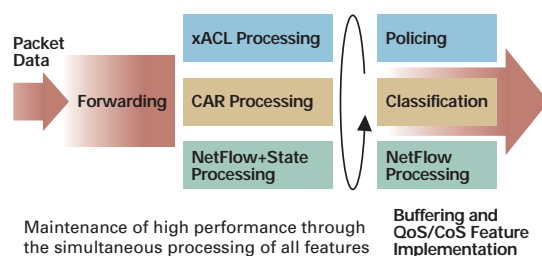 Packet
Data
Forwarding
xACL Processing
CAR Processing
NetFlow+State
Processing
Policing
Classification
NetFlow
Processing
Maintenance of high performance through
the simultaneous processing of all features
Buffering and
QoS/CoS Feature
Implementation